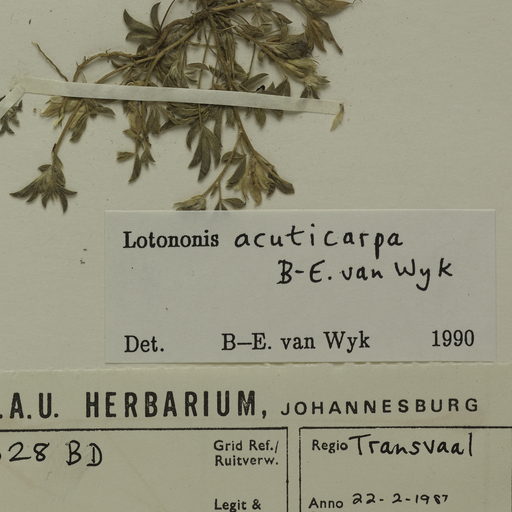 Lotononis acuticarpa
B-E. van Wyk
Det. B–E. van Wyk 1990
.A.U. HERBARIUM, JOHANNESBURG
28 BD Grid Ref./ Regio Transvaal
Ruitverw.
Legit & Anno 22-2-1987